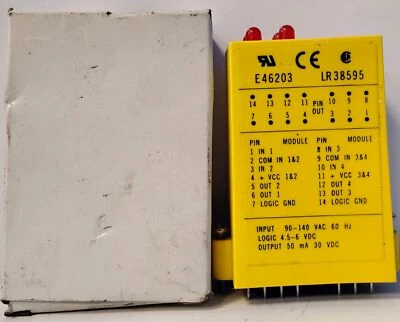 E46203 LR38595
14 13 12 11 PIN OUT 10 9 8
7 6 5 4 3 2 1
PIN MODULE PIN MODULE
1 IN 1 8 IN 3
2 COM IN 1&2 9 COM IN 3&4
3 IN 2 10 IN 4
4 + VCC 1&2 11 + VCC 3&4
5 OUT 2 12 OUT 4
6 OUT 1 13 OUT 3
7 LOGIC GND 14 LOGIC GND
INPUT 90-140 VAC 60 Hz
LOGIC 4.5-6 VDC
OUTPUT 50 mA 30 VDC